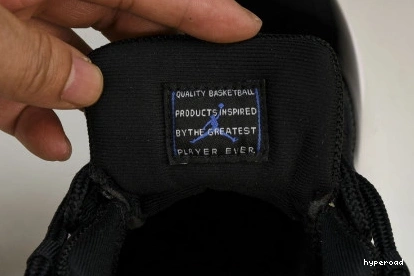 QUALITY BASKETBALL
PRODUCTS INSPIRED
BY THE GREATEST
PLAYER EVER
hyperoad